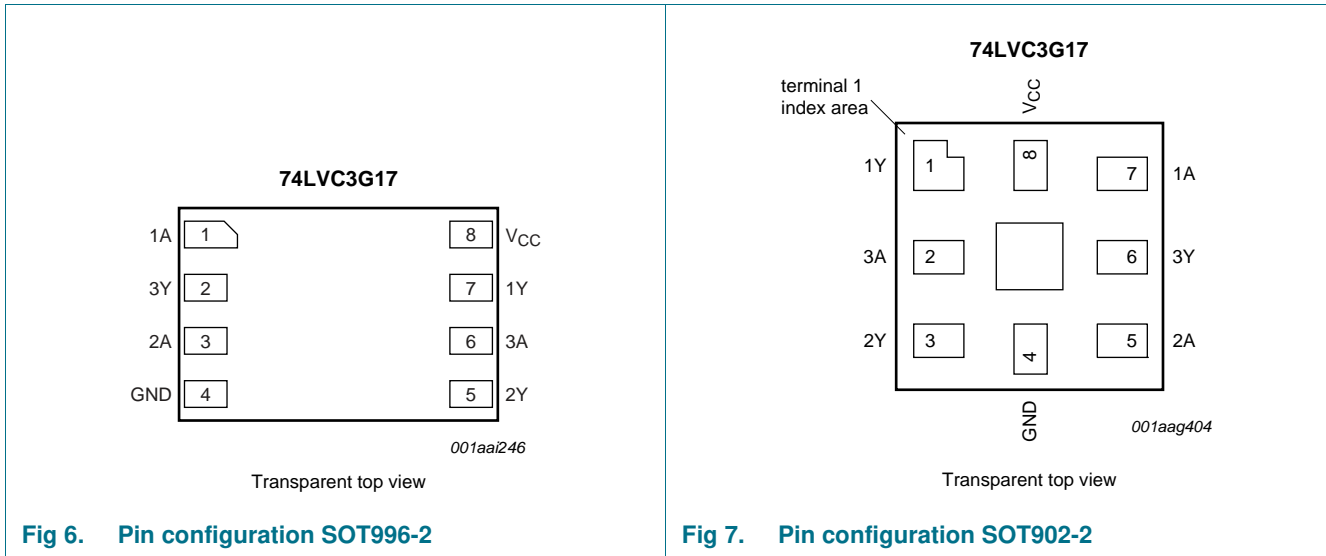 74LVC3G17
1A 1 8 VCC
3Y 2 7 1Y
2A 3 6 3A
GND 4 5 2Y
001aai246
Transparent top view
Fig 6. Pin configuration SOT996-2
74LVC3G17
terminal 1
index area
VCC
1Y 1 8 7 1A
3A 2 6 3Y
2Y 3 4 5 2A
GND
001aag404
Transparent top view
Fig 7. Pin configuration SOT902-2